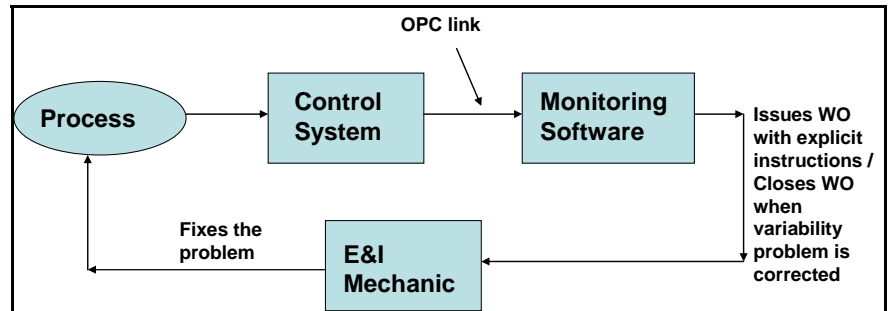 OPC link
Process
Control
System
Monitoring
Software
Issues WO
with explicit
instructions /
Closes WO
when
variability
problem is
corrected
Fixes the
problem
E&I
Mechanic